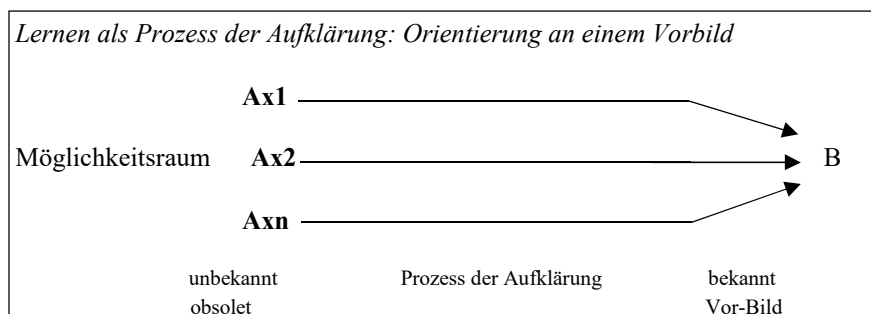 Lernen als Prozess der Aufklärung: Orientierung an einem Vorbild
Ax1
Möglichkeitsraum Ax2 B
Axn
unbekannt Prozess der Aufklärung bekannt
obsolet Vor-Bild